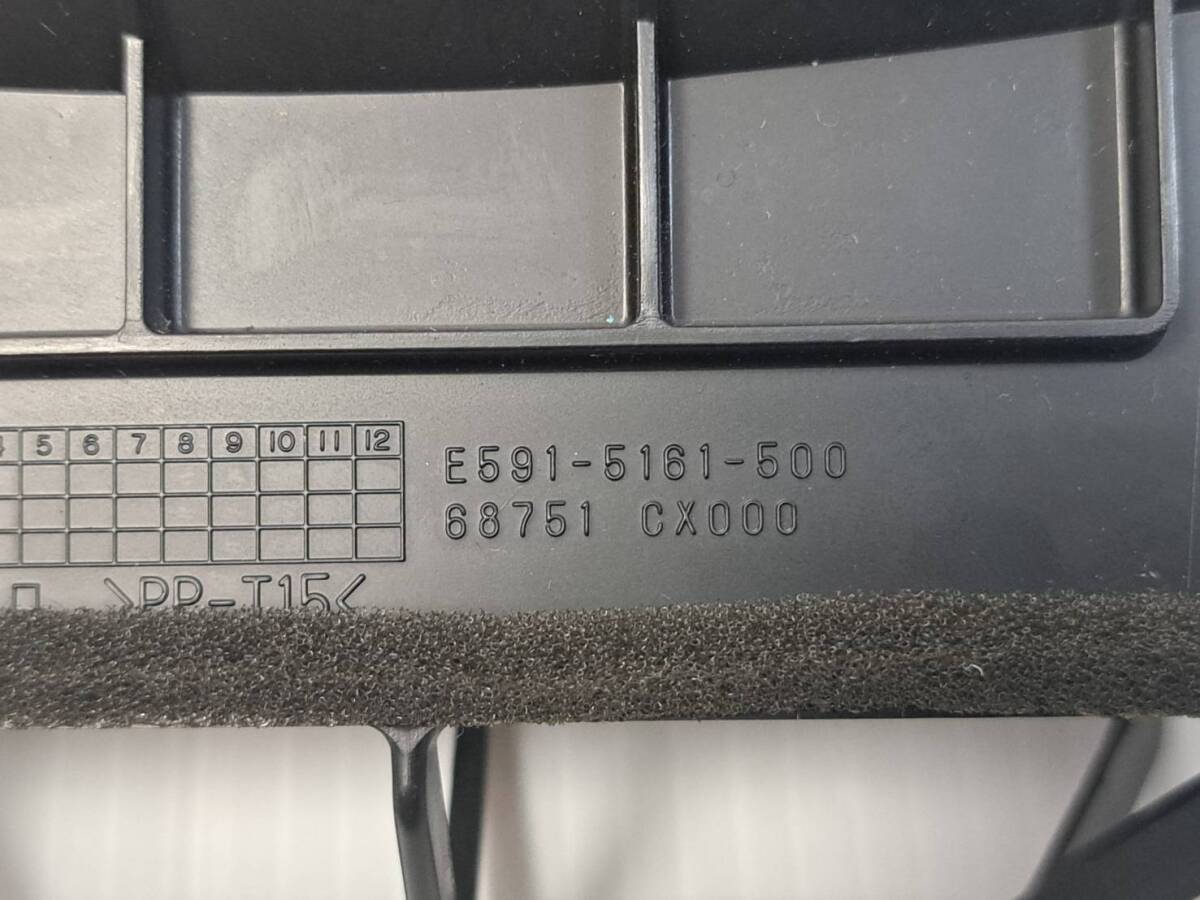 5 6 7 8 9 10 11 12
E591-5161-500
68751 CX000
>PP-T15<